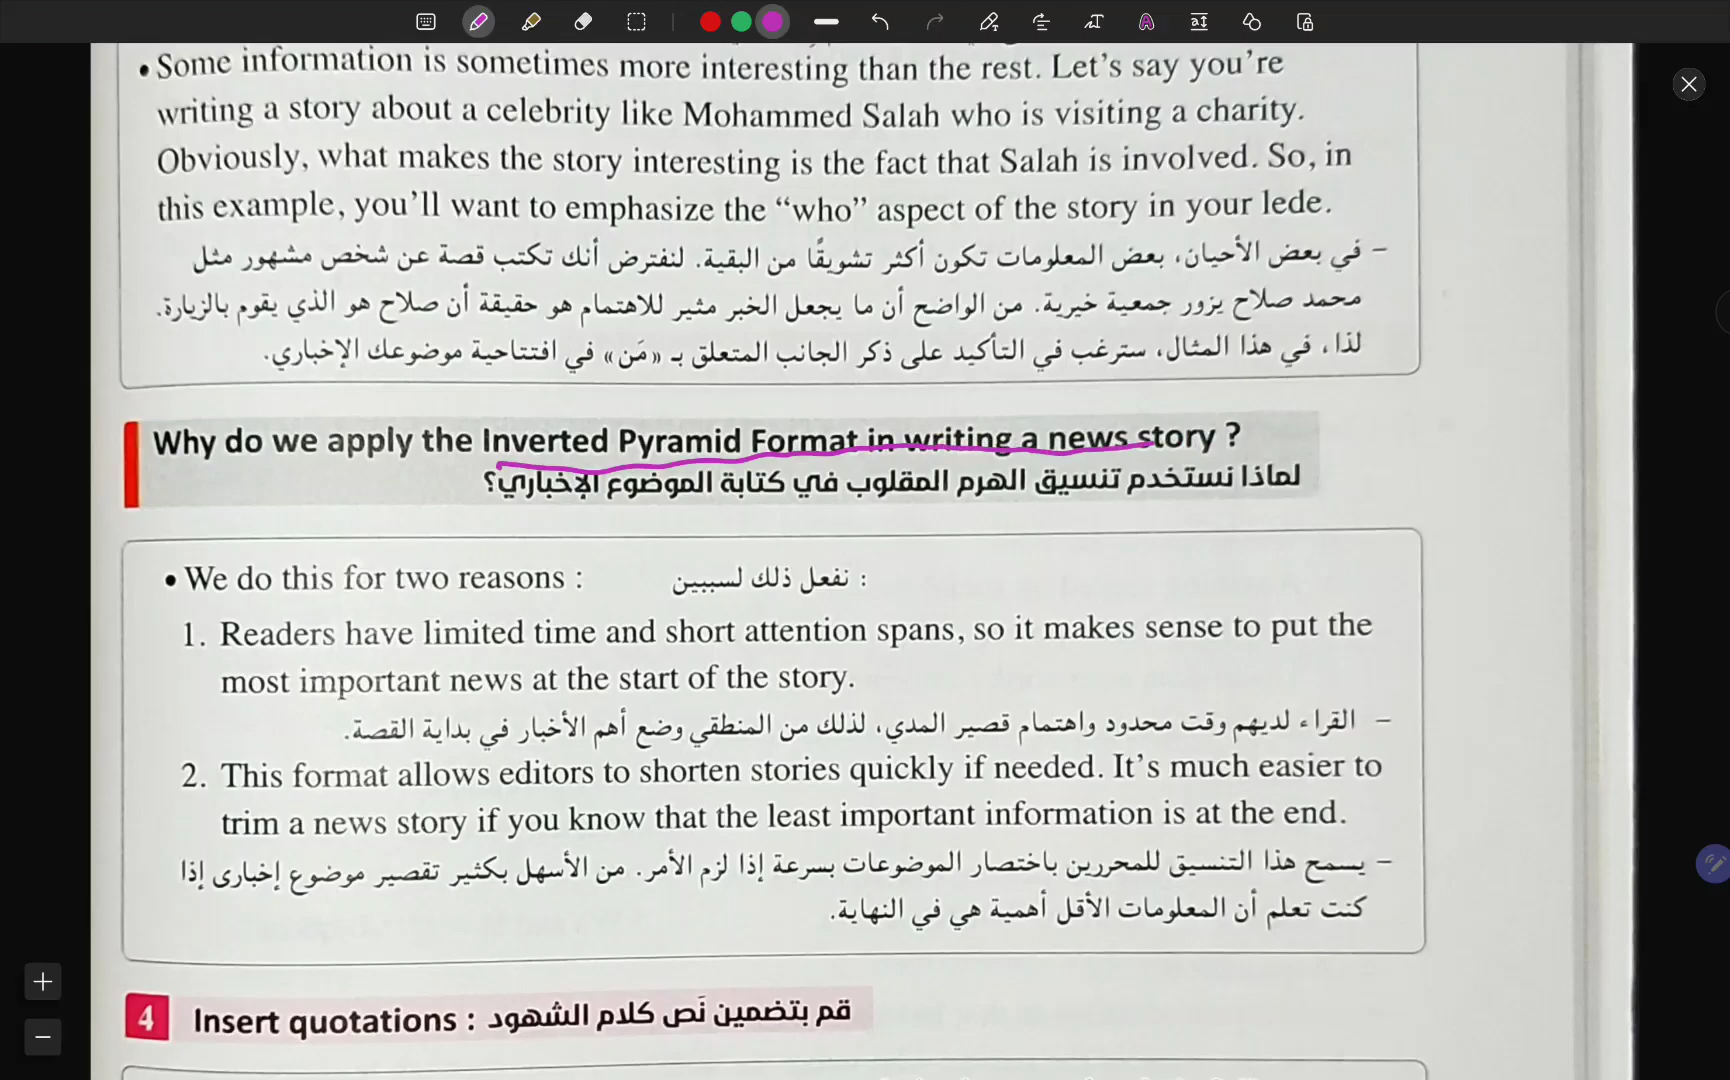 • Some information is sometimes more interesting than the rest. Let's say you're
writing a story about a celebrity like Mohammed Salah who is visiting a charity.
Obviously, what makes the story interesting is the fact that Salah is involved. So, in
this example, you'll want to emphasize the “who” aspect of the story in your lede.
– في بعض الأحيان، بعض المعلومات تكون أكثر تشويقًا من البقية. لنفترض أنك تكتب قصة عن شخص مشهور مثل
محمد صلاح يزور جمعية خيرية. من الواضح أن ما يجعل الخبر مثير للاهتمام هو حقيقة أن صلاح هو الذي يقوم بالزيارة.
لذا، في هذا المثال، سترغب في التأكيد على ذكر الجانب المتعلق بـ «مَن» في افتتاحية موضوعك الإخباري.
Why do we apply the Inverted Pyramid Format in writing a news story ?
لماذا نستخدم تنسيق الهرم المقلوب في كتابة الموضوع الإخباري؟
• We do this for two reasons : نفعل ذلك لسببين :
1. Readers have limited time and short attention spans, so it makes sense to put the
most important news at the start of the story.
– القراء لديهم وقت محدود واهتمام قصير المدي، لذلك من المنطقي وضع أهم الأخبار في بداية القصة.
2. This format allows editors to shorten stories quickly if needed. It's much easier to
trim a news story if you know that the least important information is at the end.
– يسمح هذا التنسيق للمحررين باختصار الموضوعات بسرعة إذا لزم الأمر. من الأسهل بكثير تقصير موضوع إخبارى إذا
كنت تعلم أن المعلومات الأقل أهمية هي في النهاية.
4 Insert quotations : قم بتضمين نَص كلام الشهود